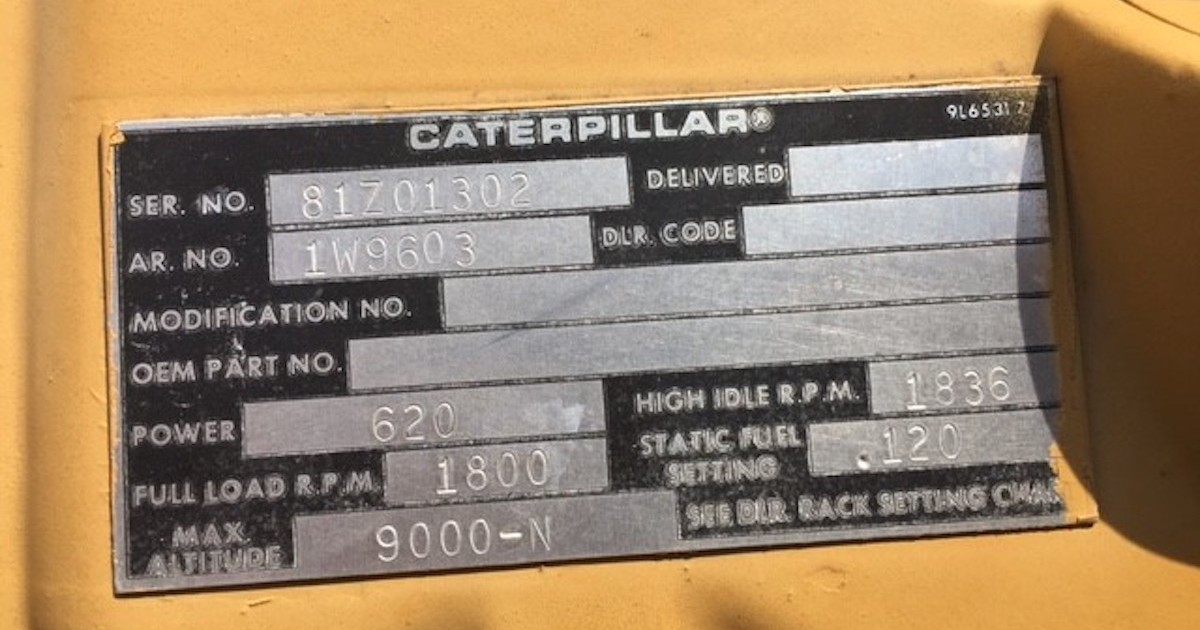 CATERPILLAR® 9L6531 7
SER. NO. 81Z01302 DELIVERED
AR. NO. 1W9603 DLR. CODE
MODIFICATION NO.
OEM PART NO.
POWER 620 HIGH IDLE R.P.M. 1836
FULL LOAD R.P.M. 1800 STATIC FUEL SETTING .120
MAX. ALTITUDE 9000-N SEE DLR. RACK SETTING